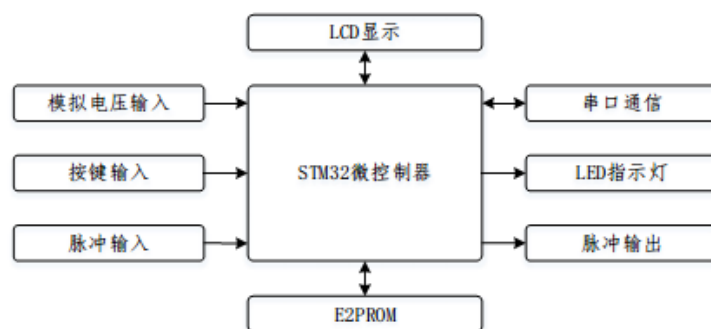 LCD显示
模拟电压输入
串口通信
按键输入
STM32微控制器
LED指示灯
脉冲输入
脉冲输出
E2PROM